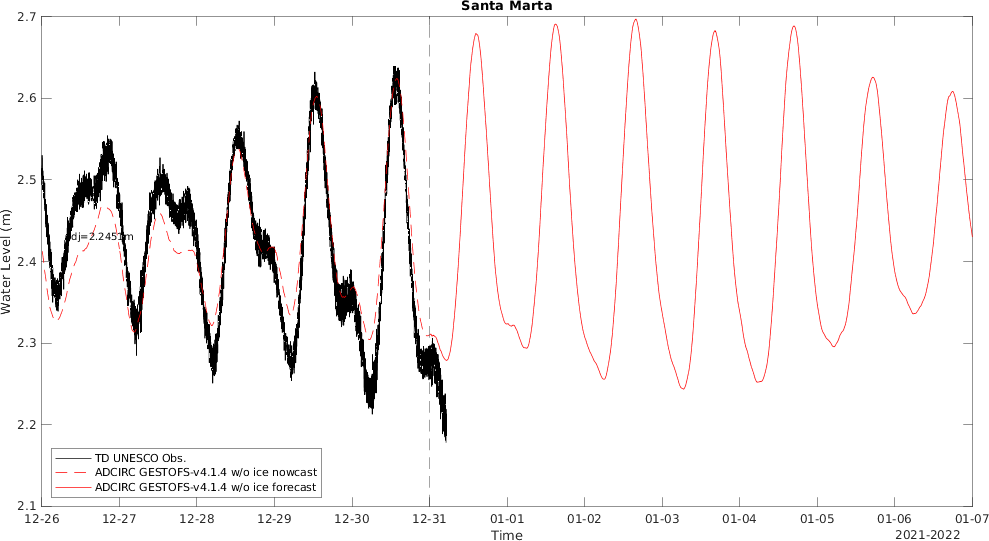 Santa Marta
2.7
2.6
2.5
2.4
2.3
2.2
2.1
Water Level (m)
adj=2.2451m
TD UNESCO Obs.
ADCIRC GESTOFS-v4.1.4 w/o ice nowcast
ADCIRC GESTOFS-v4.1.4 w/o ice forecast
12-26 12-27 12-28 12-29 12-30 12-31 01-01 01-02 01-03 01-04 01-05 01-06 01-07
Time
2021-2022